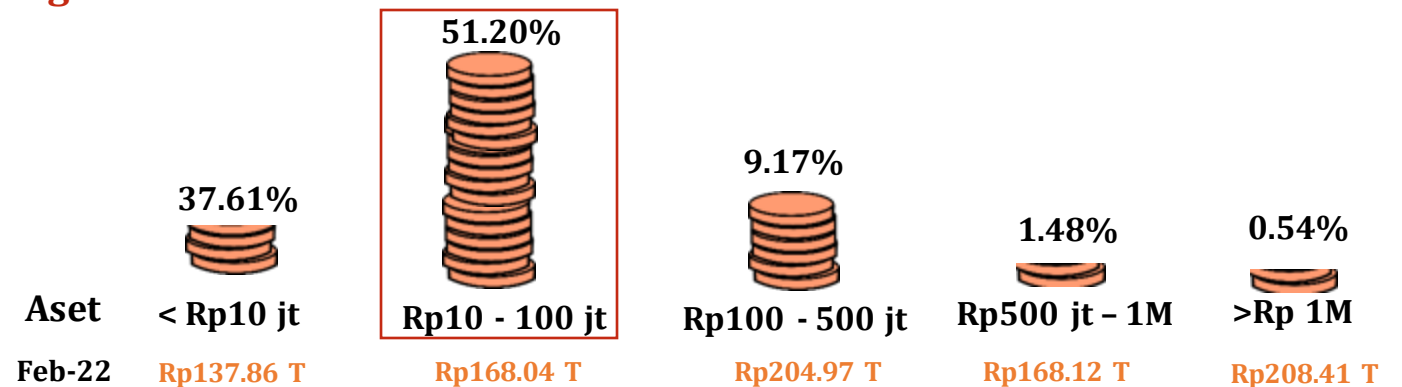 51.20%
9.17%
37.61%
1.48% 0.54%
Aset < Rp10 jt Rp10 - 100 jt Rp100 - 500 jt Rp500 jt – 1M >Rp 1M
Feb-22 Rp137.86 T Rp168.04 T Rp204.97 T Rp168.12 T Rp208.41 T